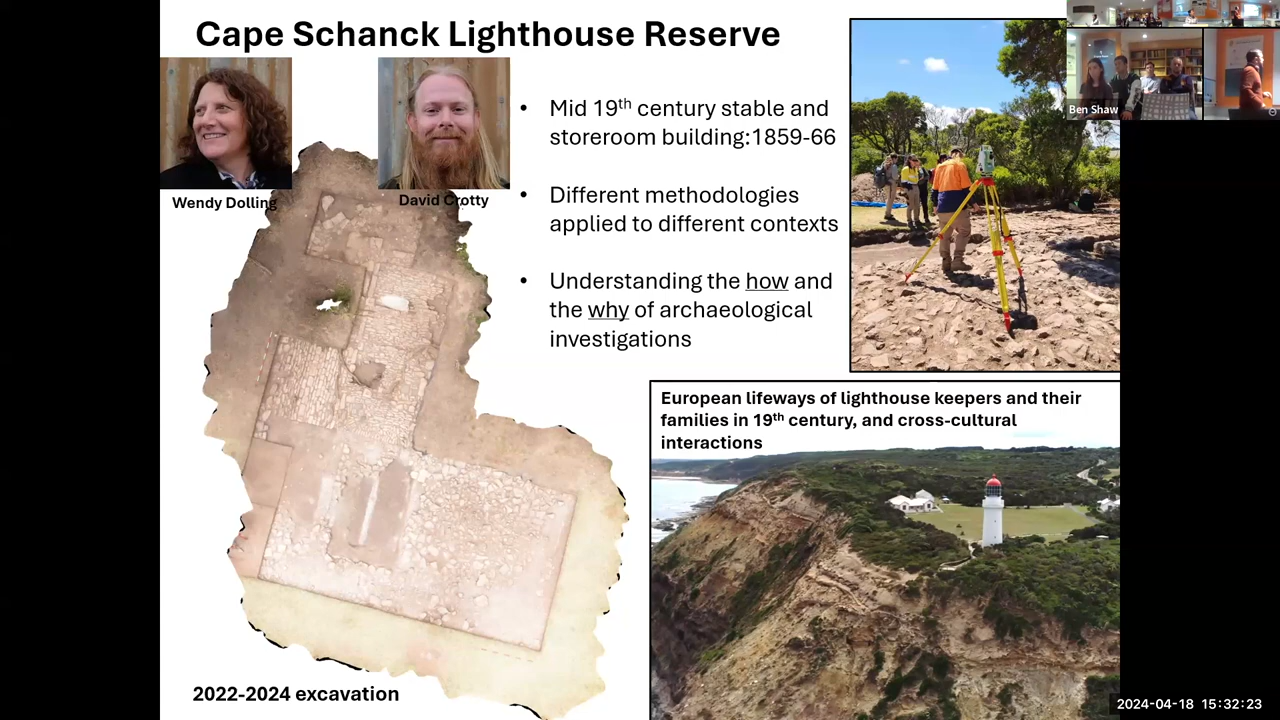 Cape Schanck Lighthouse Reserve
Wendy Dolling
David Crotty
• Mid 19th century stable and
storeroom building:1859-66
• Different methodologies
applied to different contexts
• Understanding the how and
the why of archaeological
investigations
European lifeways of lighthouse keepers and their
families in 19th century, and cross-cultural
interactions
2022-2024 excavation
Ben Shaw
2024-04-18 15:32:23